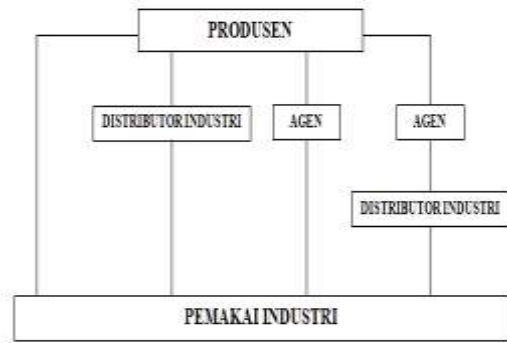 PRODUSEN
DISTRIBUTOR INDUSTRI
AGEN
AGEN
DISTRIBUTOR INDUSTRI
PEMAKAI INDUSTRI